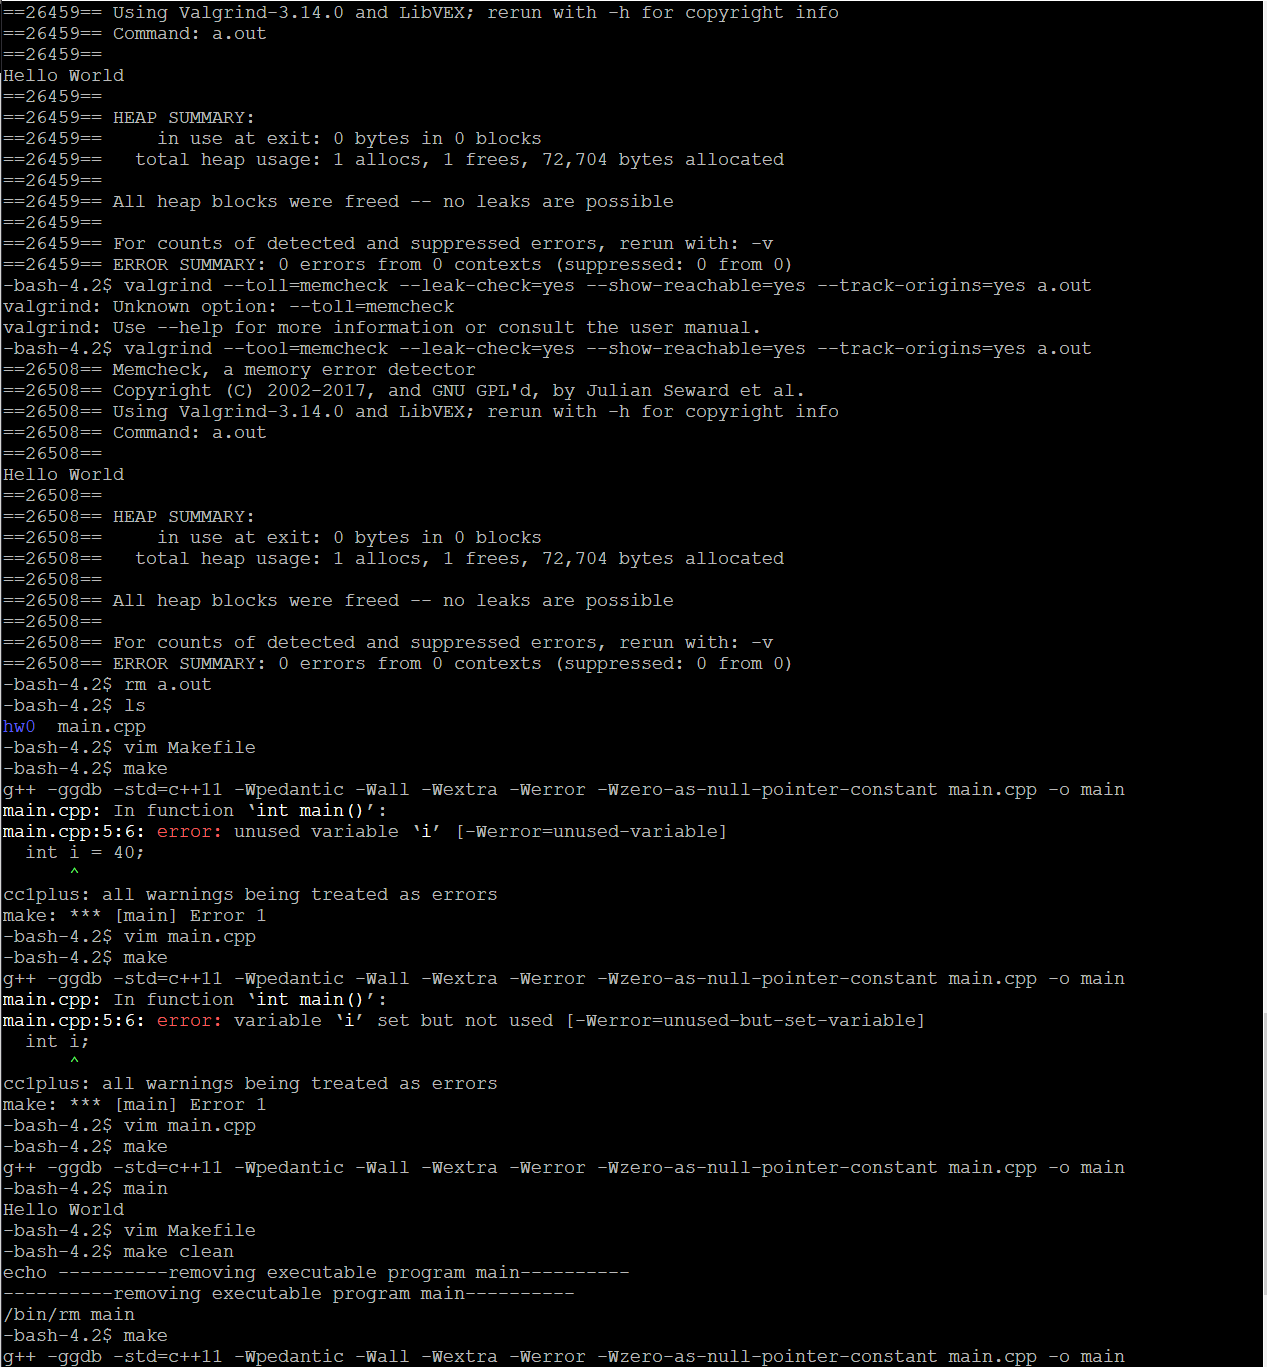 ==26459== Using Valgrind-3.14.0 and LibVEX; rerun with -h for copyright info
==26459== Command: a.out
==26459==
Hello World
==26459==
==26459== HEAP SUMMARY:
==26459==     in use at exit: 0 bytes in 0 blocks
==26459==   total heap usage: 1 allocs, 1 frees, 72,704 bytes allocated
==26459==
==26459== All heap blocks were freed -- no leaks are possible
==26459==
==26459== For counts of detected and suppressed errors, rerun with: -v
==26459== ERROR SUMMARY: 0 errors from 0 contexts (suppressed: 0 from 0)
-bash-4.2$ valgrind --toll=memcheck --leak-check=yes --show-reachable=yes --track-origins=yes a.out
valgrind: Unknown option: --toll=memcheck
valgrind: Use --help for more information or consult the user manual.
-bash-4.2$ valgrind --tool=memcheck --leak-check=yes --show-reachable=yes --track-origins=yes a.out
==26508== Memcheck, a memory error detector
==26508== Copyright (C) 2002-2017, and GNU GPL'd, by Julian Seward et al.
==26508== Using Valgrind-3.14.0 and LibVEX; rerun with -h for copyright info
==26508== Command: a.out
==26508==
Hello World
==26508==
==26508== HEAP SUMMARY:
==26508==     in use at exit: 0 bytes in 0 blocks
==26508==   total heap usage: 1 allocs, 1 frees, 72,704 bytes allocated
==26508==
==26508== All heap blocks were freed -- no leaks are possible
==26508==
==26508== For counts of detected and suppressed errors, rerun with: -v
==26508== ERROR SUMMARY: 0 errors from 0 contexts (suppressed: 0 from 0)
-bash-4.2$ rm a.out
-bash-4.2$ ls
hw0  main.cpp
-bash-4.2$ vim Makefile
-bash-4.2$ make
g++ -ggdb -std=c++11 -Wpedantic -Wall -Wextra -Werror -Wzero-as-null-pointer-constant main.cpp -o main
main.cpp: In function ‘int main()’:
main.cpp:5:6: error: unused variable ‘i’ [-Werror=unused-variable]
  int i = 40;
      ^
cc1plus: all warnings being treated as errors
make: *** [main] Error 1
-bash-4.2$ vim main.cpp
-bash-4.2$ make
g++ -ggdb -std=c++11 -Wpedantic -Wall -Wextra -Werror -Wzero-as-null-pointer-constant main.cpp -o main
main.cpp: In function ‘int main()’:
main.cpp:5:6: error: variable ‘i’ set but not used [-Werror=unused-but-set-variable]
  int i;
      ^
cc1plus: all warnings being treated as errors
make: *** [main] Error 1
-bash-4.2$ vim main.cpp
-bash-4.2$ make
g++ -ggdb -std=c++11 -Wpedantic -Wall -Wextra -Werror -Wzero-as-null-pointer-constant main.cpp -o main
-bash-4.2$ main
Hello World
-bash-4.2$ vim Makefile
-bash-4.2$ make clean
echo ----------removing executable program main----------
----------removing executable program main----------
/bin/rm main
-bash-4.2$ make
g++ -ggdb -std=c++11 -Wpedantic -Wall -Wextra -Werror -Wzero-as-null-pointer-constant main.cpp -o main